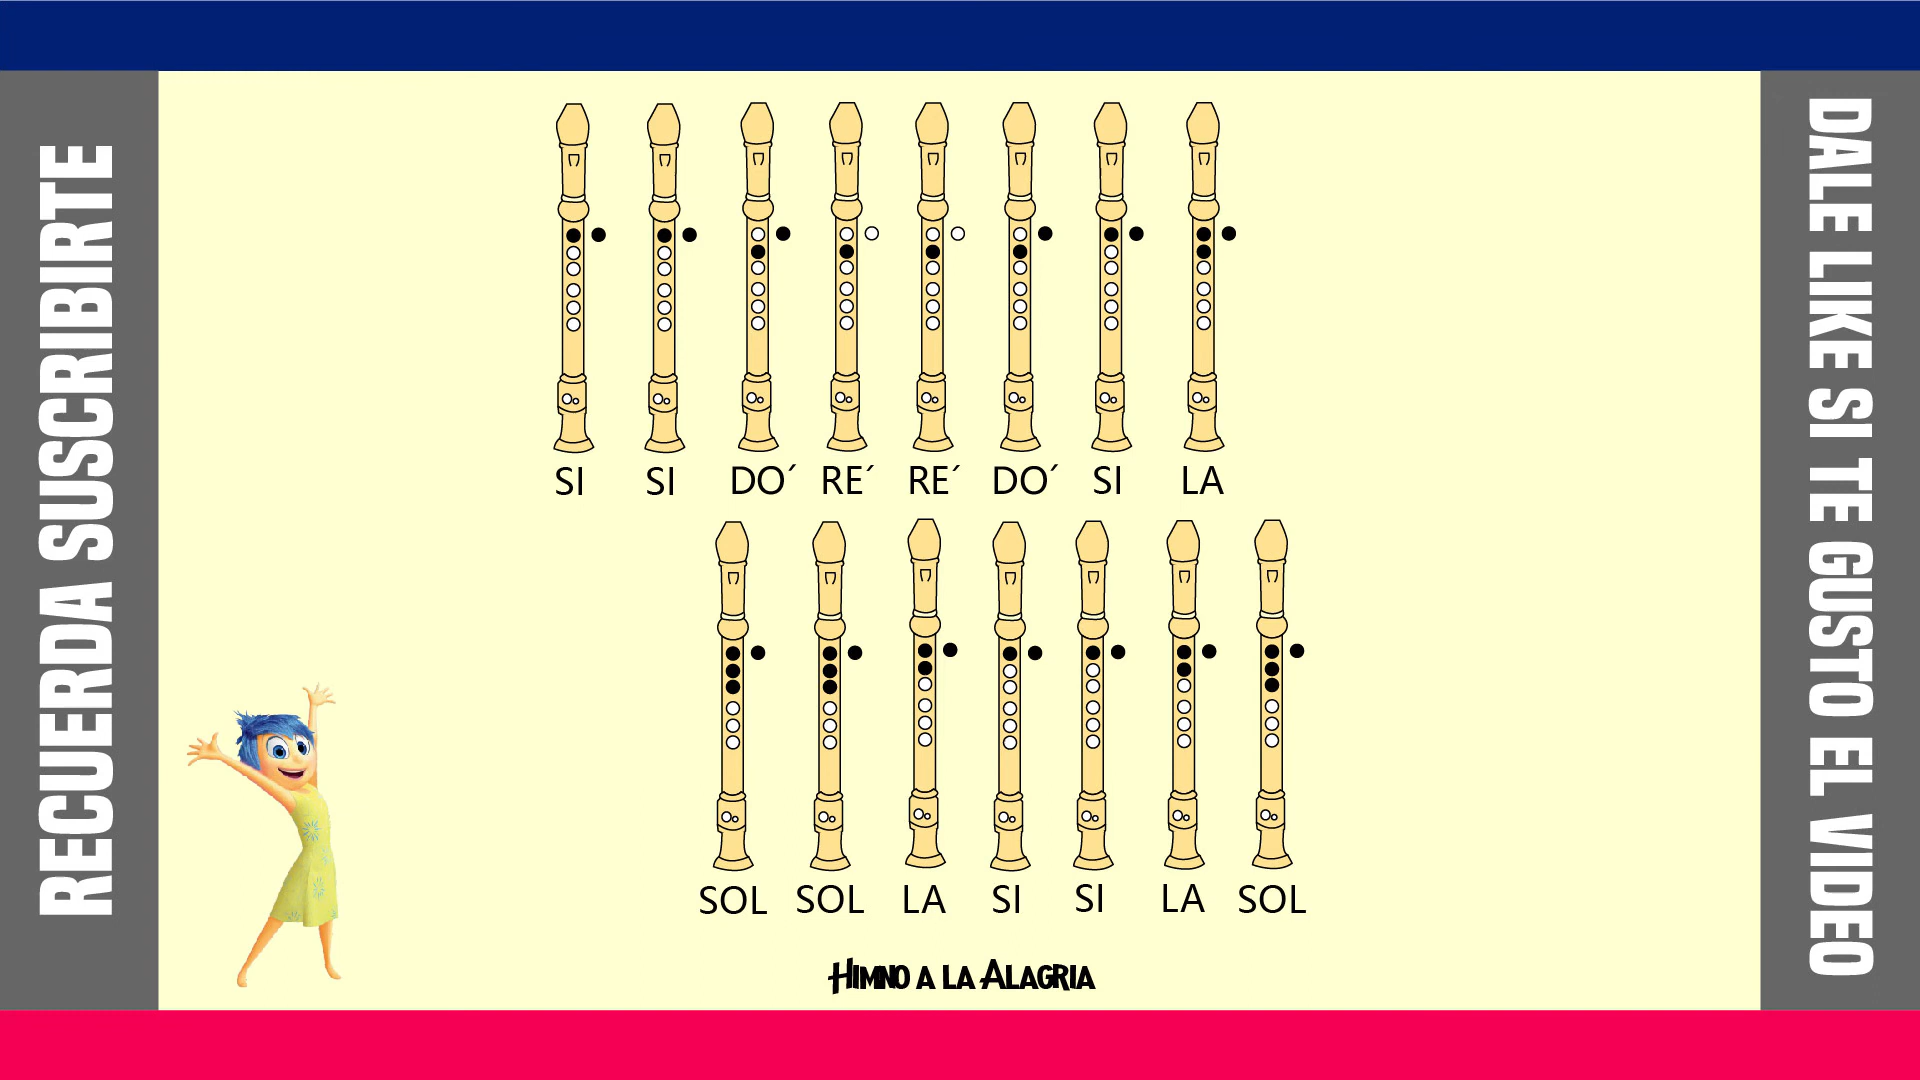 RECUERDA SUSCRIBIRTE
SI SI DO´ RE´ RE´ DO´ SI LA
SOL SOL LA SI SI LA SOL
HIMNO A LA ALAGRIA
DALE LIKE SI TE GUSTO EL VIDEO